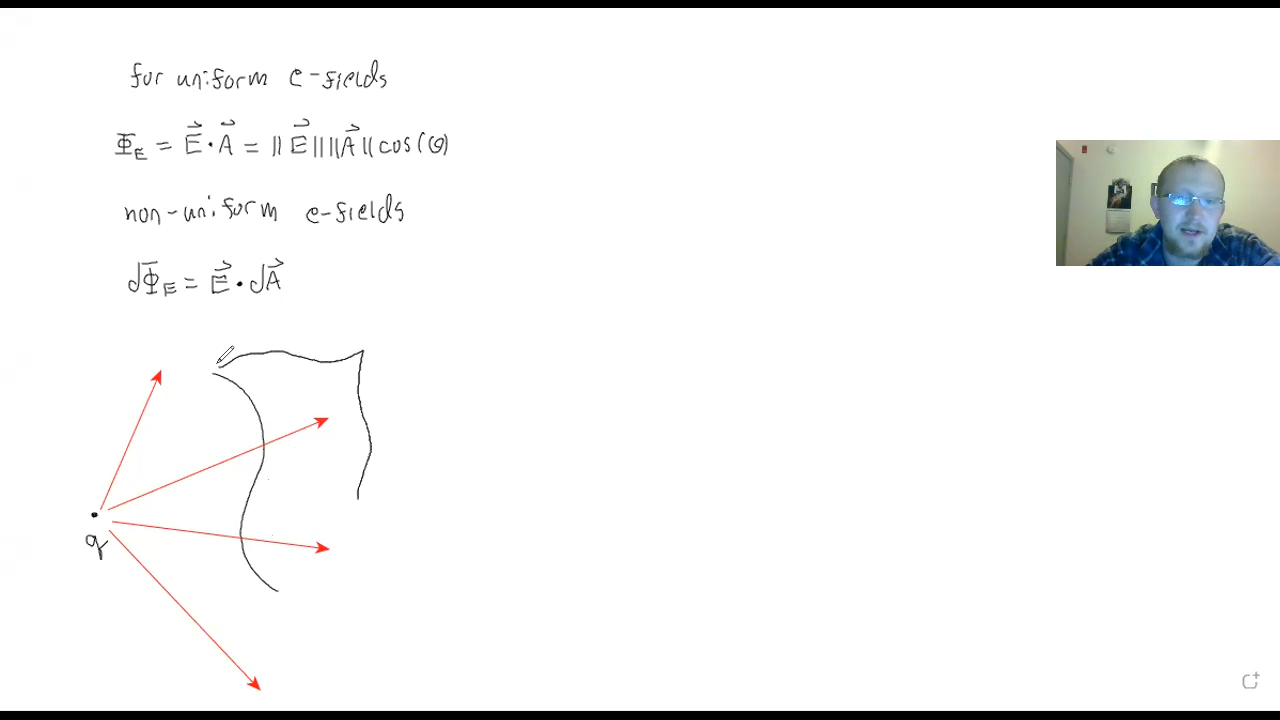 for uniform e-fields
Φ_E = E⃗ · A⃗ = ||E⃗|| ||A⃗|| cos(θ)
non-uniform e-fields
dΦ_E = E⃗ · dA⃗
q